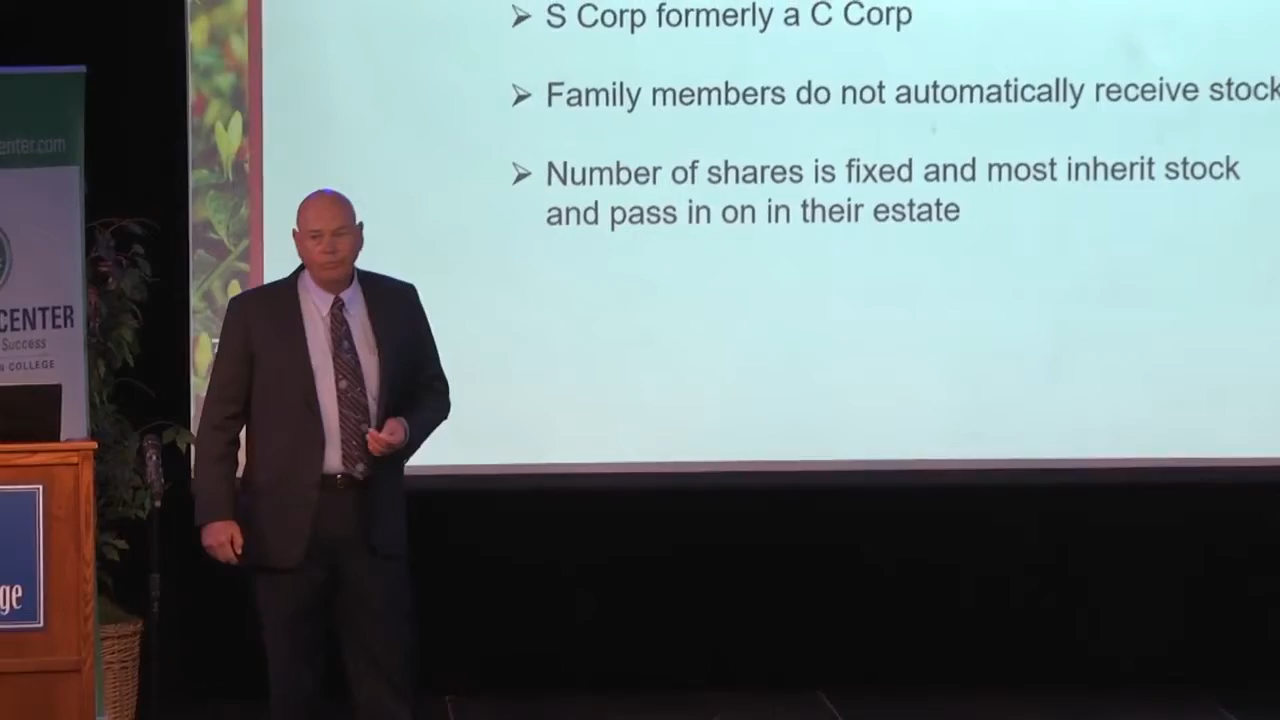 S Corp formerly a C Corp
Family members do not automatically receive stock
Number of shares is fixed and most inherit stock
and pass in on in their estate
enter.com
CENTER
Success
COLLEGE
ge